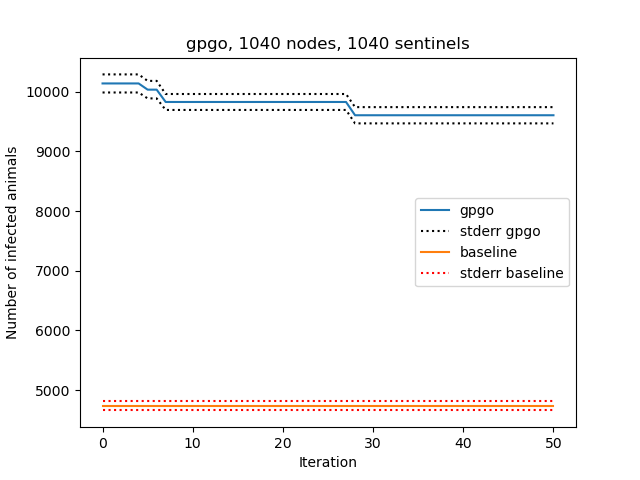 gpgo, 1040 nodes, 1040 sentinels
Number of infected animals
10000
9000
8000
7000
6000
5000
gpgo
stderr gpgo
baseline
stderr baseline
0 10 20 30 40 50
Iteration